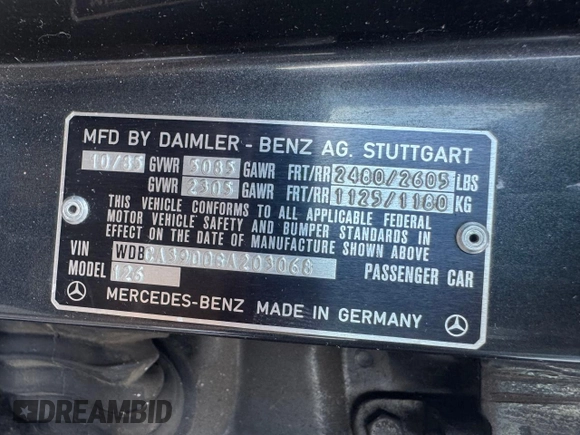 MFD BY DAIMLER - BENZ AG. STUTTGART
10/85 GVWR 5085 GAWR FRT/RR 2480/2605 LBS
GVWR 2305 GAWR FRT/RR 1125/1180 KG
THIS VEHICLE CONFORMS TO ALL APPLICABLE FEDERAL
MOTOR VEHICLE SAFETY AND BUMPER STANDARDS IN
EFFECT ON THE DATE OF MANUFACTURE SHOWN ABOVE
VIN WDBCA39D0GA203068
MODEL 126 PASSENGER CAR
MERCEDES-BENZ MADE IN GERMANY
DREAMBID